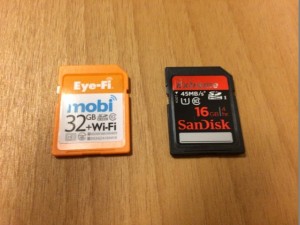 Eye-Fi
mobi
32GB
+Wi-Fi
45MB/s
16GB
SanDisk